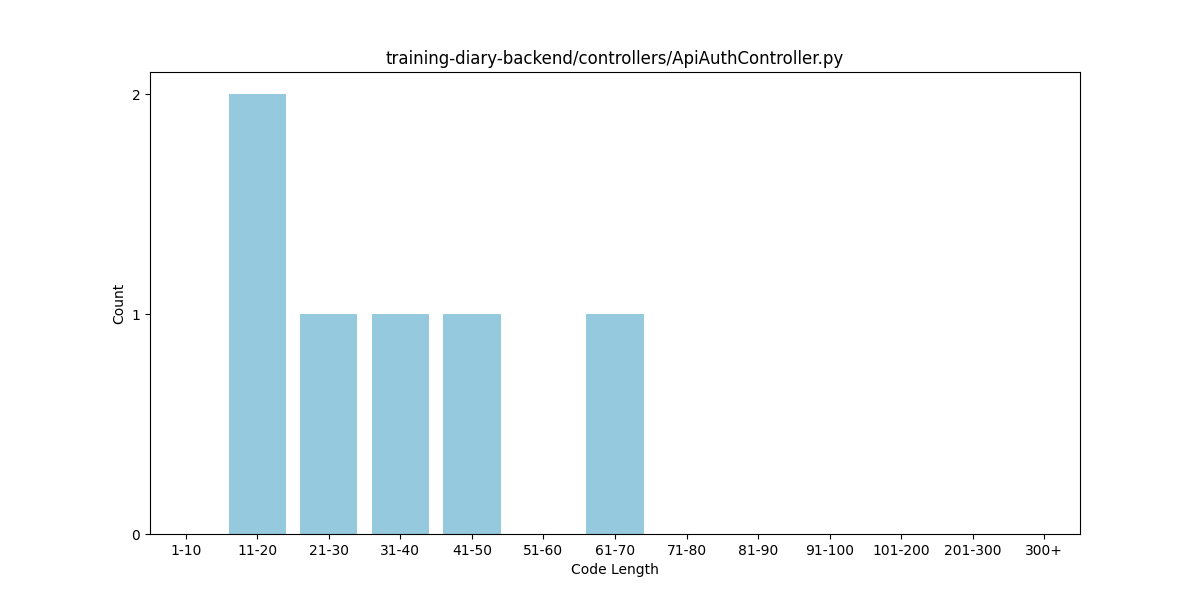 training-diary-backend/controllers/ApiAuthController.py
Count
2
1
0
1-10 11-20 21-30 31-40 41-50 51-60 61-70 71-80 81-90 91-100 101-200 201-300 300+
Code Length